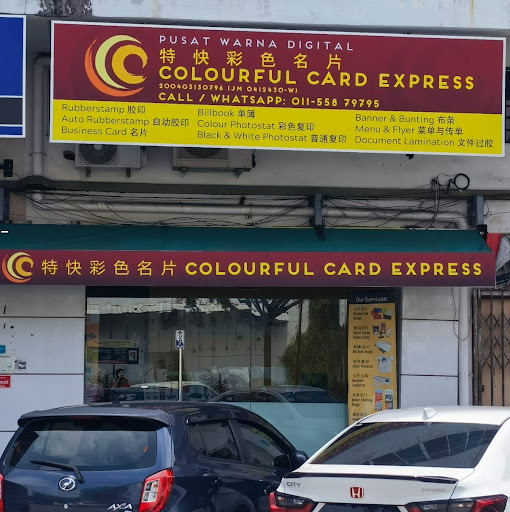 PUSAT WARNA DIGITAL
特快彩色名片
COLOURFUL CARD EXPRESS
200403130796 (JM 0412430-W)
CALL / WHATSAPP: 011-558 79795
Rubberstamp 胶印
Auto Rubberstamp 自动胶印
Business Card 名片
Billbook 单簿
Colour Photostat 彩色复印
Black & White Photostat 普通复印
Banner & Bunting 布条
Menu & Flyer 菜单与传单
Document Lamination 文件过胶
特快彩色名片 COLOURFUL CARD EXPRESS
Our Services
AXIA
CITY